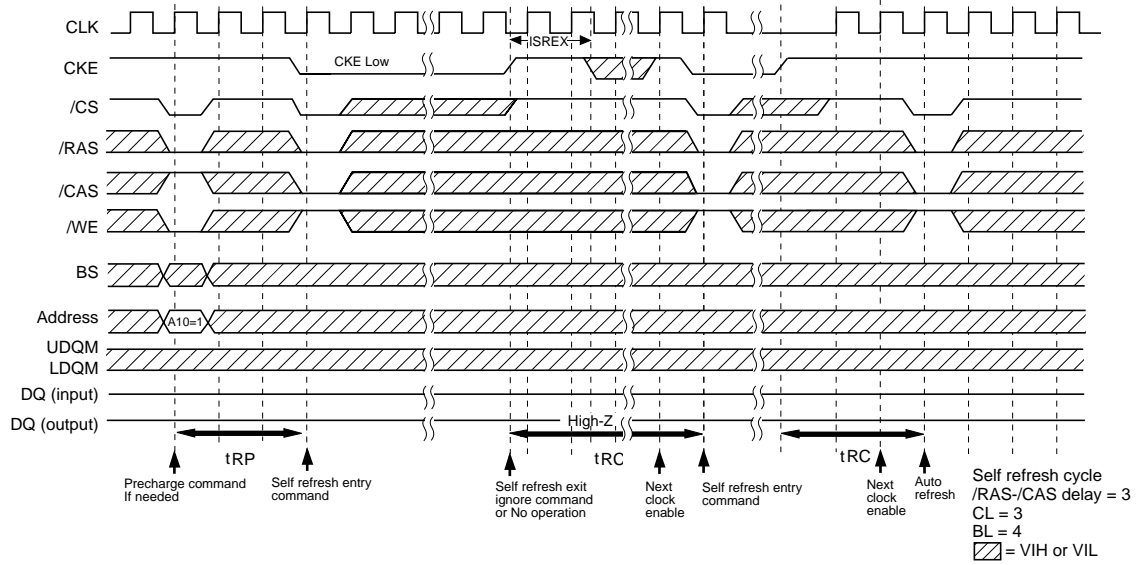 CLK
lSREX
CKE
CKE Low
/CS
/RAS
/CAS
/WE
BS
Address
A10=1
UDQM
LDQM
DQ (input)
DQ (output)
High-Z
tRP
tRC
tRC
Precharge command
If needed
Self refresh entry
command
Self refresh exit
ignore command
or No operation
Next
clock
enable
Self refresh entry
command
Next
clock
enable
Auto
refresh
Self refresh cycle
/RAS-/CAS delay = 3
CL = 3
BL = 4
= VIH or VIL